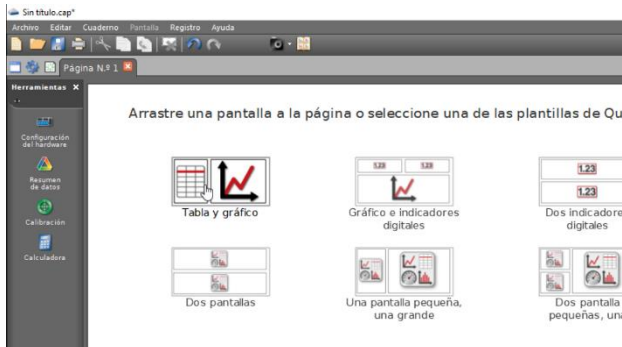 Sin título.cap*
Archivo Editar Cuaderno Pantalla Registro Ayuda
Página N.º 1
Herramientas
Arrastre una pantalla a la página o seleccione una de las plantillas de Qu
Configuración
del hardware
Resumen
de datos
Calibración
Calculadora
1.23 1.23 1.23
1.23
Tabla y gráfico
Gráfico e indicadores
digitales
Dos indicadore
digitales
Dos pantallas
Una pantalla pequeña,
una grande
Dos pantalla
pequeñas, una